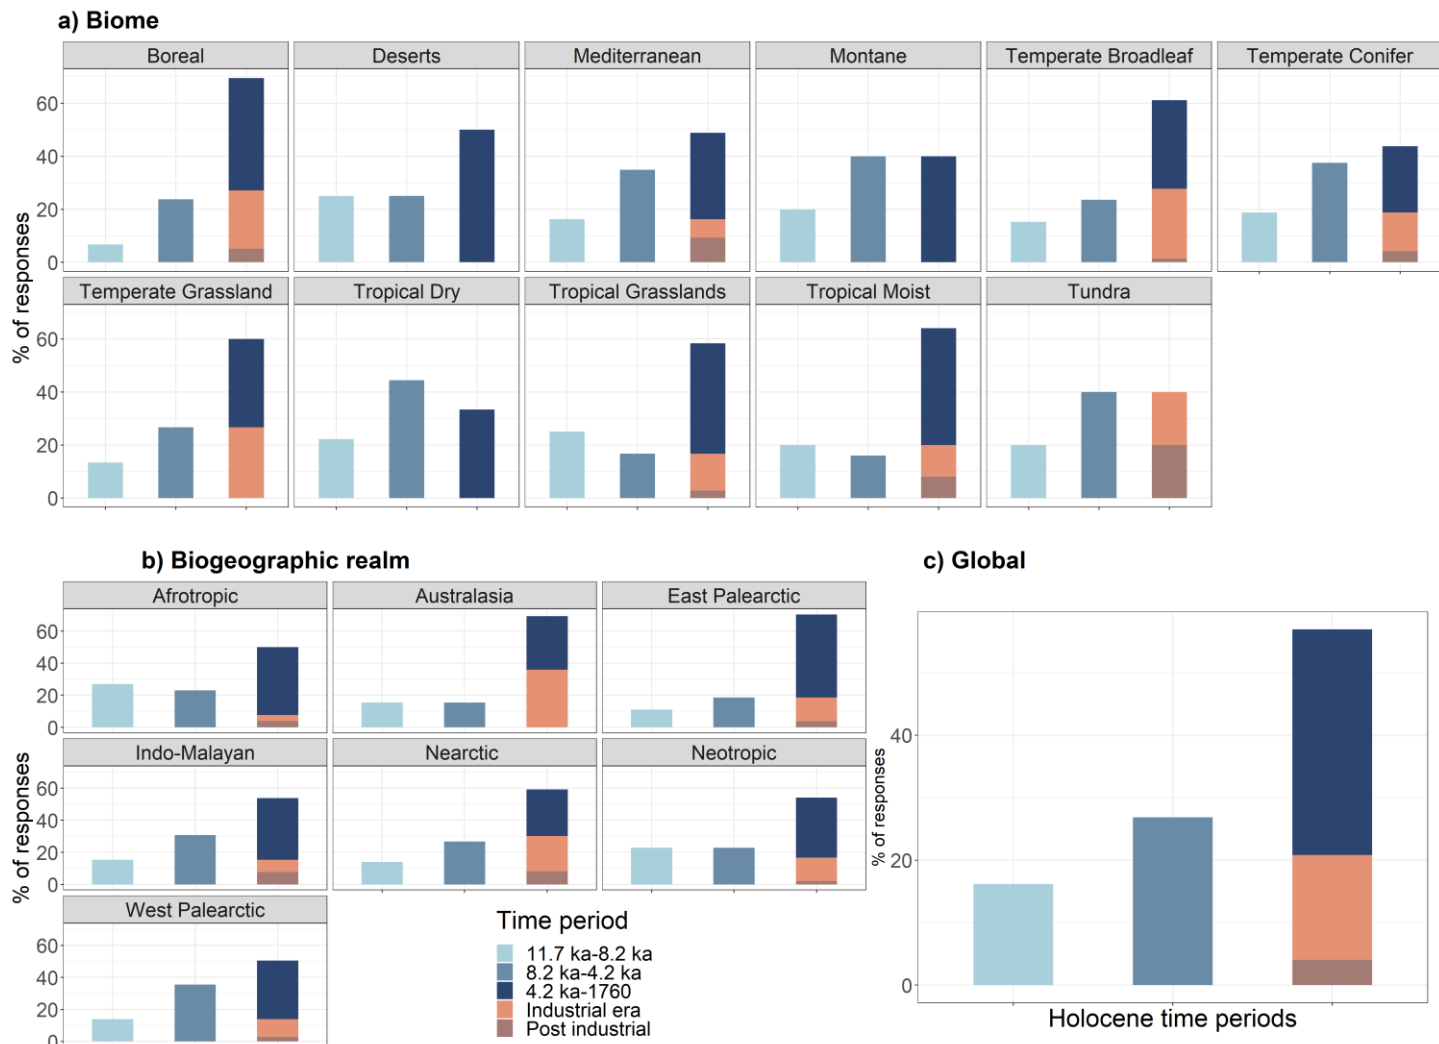 a) Biome
Boreal
Deserts
Mediterranean
Montane
Temperate Broadleaf
Temperate Conifer
60
40
20
0
Temperate Grassland
Tropical Dry
Tropical Grasslands
Tropical Moist
Tundra
60
40
20
0
% of responses
b) Biogeographic realm
Afrotropic
Australasia
East Palearctic
60
40
20
0
Indo-Malayan
Nearctic
Neotropic
60
40
20
0
West Palearctic
60
40
20
0
% of responses
Time period
11.7 ka-8.2 ka
8.2 ka-4.2 ka
4.2 ka-1760
Industrial era
Post industrial
c) Global
40
20
0
% of responses
Holocene time periods